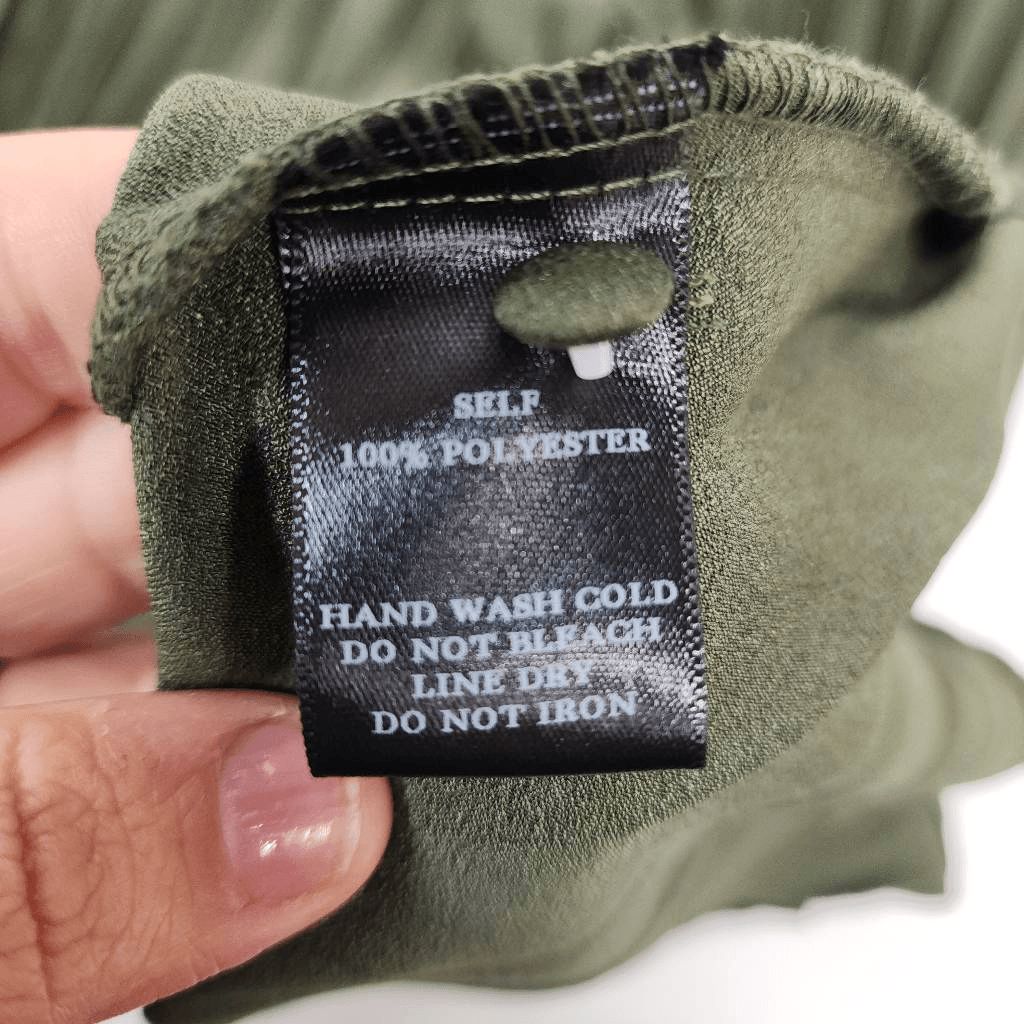 SELF
100% POLYESTER
HAND WASH COLD
DO NOT BLEACH
LINE DRY
DO NOT IRON